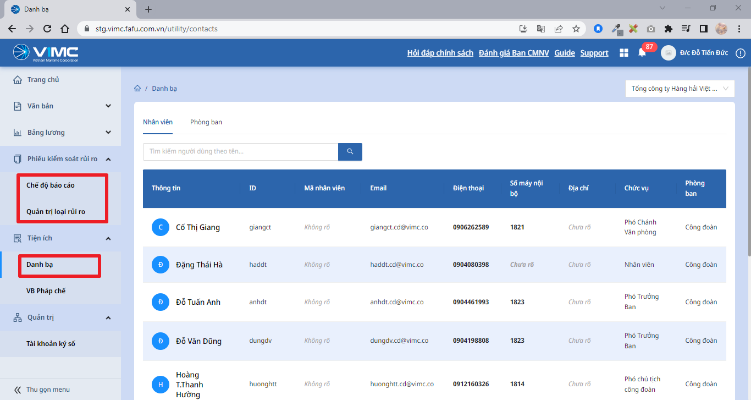 Danh bạ
stg.vimc.fafu.com.vn/utility/contacts
VIMC
Hỏi đáp chính sách Đánh giá Ban CMNV Guide Support 87 Đ/c Đỗ Tiến Đức
Trang chủ
Văn bản
Bảng lương
Phiếu kiểm soát rủi ro
Chế độ báo cáo
Quản trị loại rủi ro
Tiện ích
Danh bạ
VB Pháp chế
Quản trị
Tài khoản ký số
Thu gọn menu
/ Danh bạ
Tổng công ty Hàng hải Việt ...
Nhân viên Phòng ban
Tìm kiếm người dùng theo tên...
Thông tin ID Mã nhân viên Email Điện thoại Số máy nội bộ Địa chỉ Chức vụ Phòng ban
C Cố Thị Giang giangct Không rõ giangct.cd@vimc.co 0906262589 1821 Chưa rõ Phó Chánh Văn phòng Công đoàn
Đ Đặng Thái Hà haddt Không rõ haddt.cd@vimc.co 0904080398 Chưa rõ Chưa rõ Nhân viên Công đoàn
Đ Đỗ Tuấn Anh anhdt Không rõ anhdt.cd@vimc.co 0904461993 1823 Chưa rõ Phó Trưởng Ban Công đoàn
Đ Đỗ Văn Dũng dungdv Không rõ dungdv.cd@vimc.co 0904198808 1823 Chưa rõ Phó Trưởng Ban Công đoàn
H Hoàng T.Thanh Hường huonghtt Không rõ huonghtt.cd@vimc.co 0912160326 1814 Chưa rõ Phó chủ tịch công đoàn Công đoàn